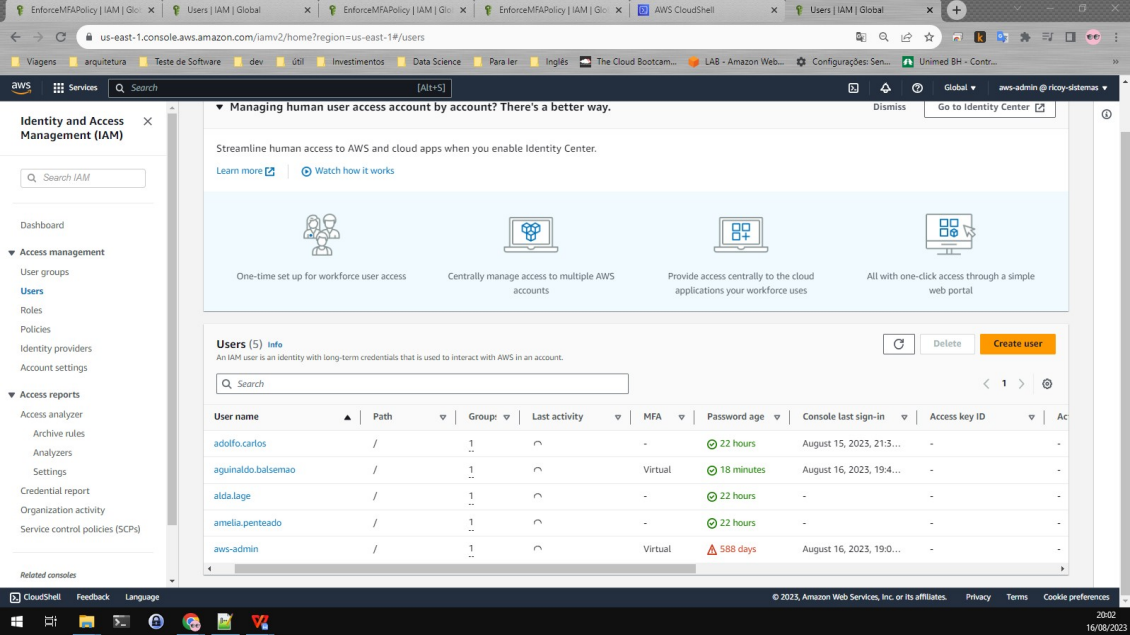 EnforceMFAPolicy | IAM | Glo
Users | IAM | Global
EnforceMFAPolicy | IAM | Glo
EnforceMFAPolicy | IAM | Glo
AWS CloudShell
Users | IAM | Global
us-east-1.console.aws.amazon.com/iamv2/home?region=us-east-1#/users
Viagens arquitetura Teste de Software dev útil Investimentos Data Science Para ler Inglês The Cloud Bootcam... LAB - Amazon Web... Configurações: Sen... Unimed BH - Contr... »
aws Services Search [Alt+S] Global aws-admin @ ricoy-sistemas
Identity and Access
Management (IAM)
Search IAM
Dashboard
Access management
User groups
Users
Roles
Policies
Identity providers
Account settings
Access reports
Access analyzer
Archive rules
Analyzers
Settings
Credential report
Organization activity
Service control policies (SCPs)
Related consoles
Managing human user access account by account? There's a better way. Dismiss Go to Identity Center
Streamline human access to AWS and cloud apps when you enable Identity Center.
Learn more Watch how it works
One-time set up for workforce user access
Centrally manage access to multiple AWS
accounts
Provide access centrally to the cloud
applications your workforce uses
All with one-click access through a simple
web portal
Users (5) Info
An IAM user is an identity with long-term credentials that is used to interact with AWS in an account.
Delete Create user
Search
1
User name Path Groups Last activity MFA Password age Console last sign-in Access key ID Ac
adolfo.carlos / 1 - 22 hours August 15, 2023, 21:3... - -
aguinaldo.balsemao / 1 Virtual 18 minutes August 16, 2023, 19:4... - -
alda.lage / 1 - 22 hours - - -
amelia.penteado / 1 - 22 hours - - -
aws-admin / 1 Virtual 588 days August 16, 2023, 19:0... - -
CloudShell Feedback Language © 2023, Amazon Web Services, Inc. or its affiliates. Privacy Terms Cookie preferences
20:02
16/08/2023